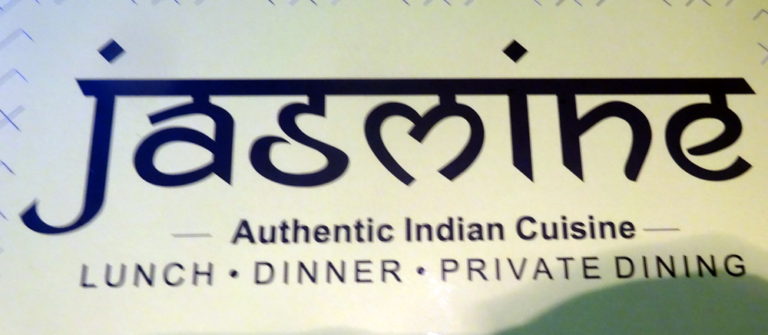 jasmine
Authentic Indian Cuisine
LUNCH • DINNER • PRIVATE DINING